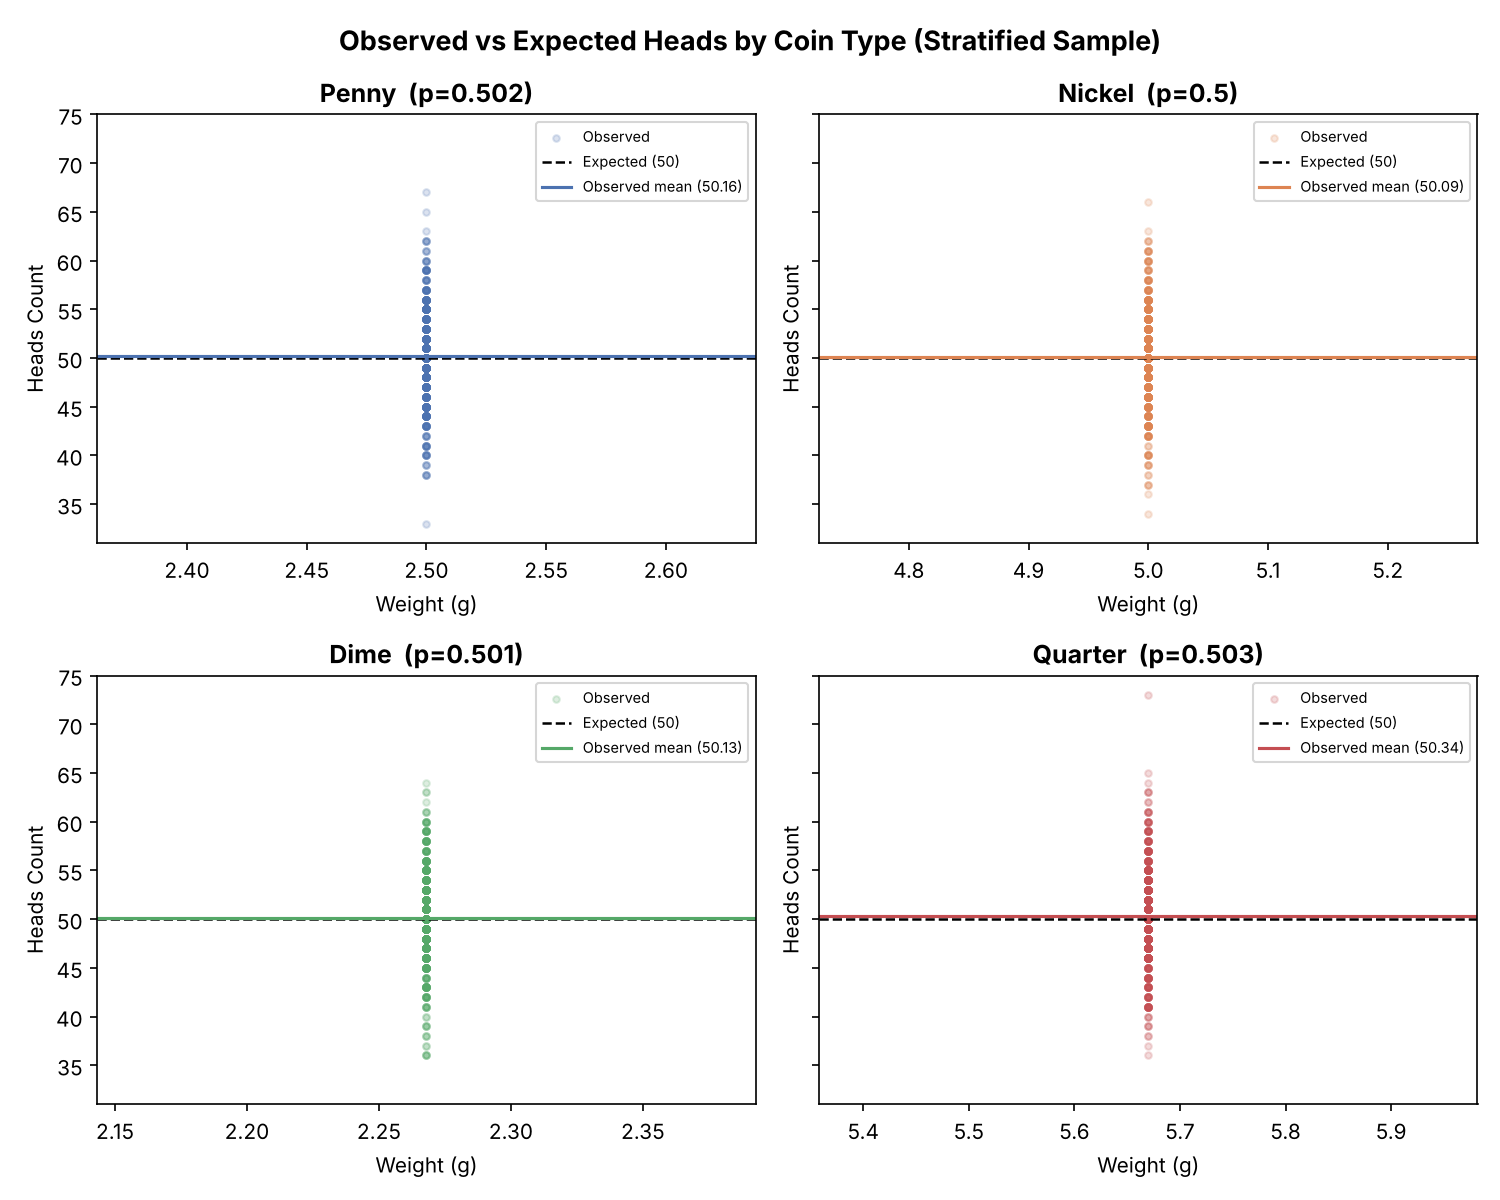 Observed vs Expected Heads by Coin Type (Stratified Sample)
Penny (p=0.502)
Observed
Expected (50)
Observed mean (50.16)
75
70
65
60
55
50
45
40
35
Heads Count
2.40 2.45 2.50 2.55 2.60
Weight (g)
Nickel (p=0.5)
Observed
Expected (50)
Observed mean (50.09)
Heads Count
4.8 4.9 5.0 5.1 5.2
Weight (g)
Dime (p=0.501)
Observed
Expected (50)
Observed mean (50.13)
75
70
65
60
55
50
45
40
35
Heads Count
2.15 2.20 2.25 2.30 2.35
Weight (g)
Quarter (p=0.503)
Observed
Expected (50)
Observed mean (50.34)
Heads Count
5.4 5.5 5.6 5.7 5.8 5.9
Weight (g)